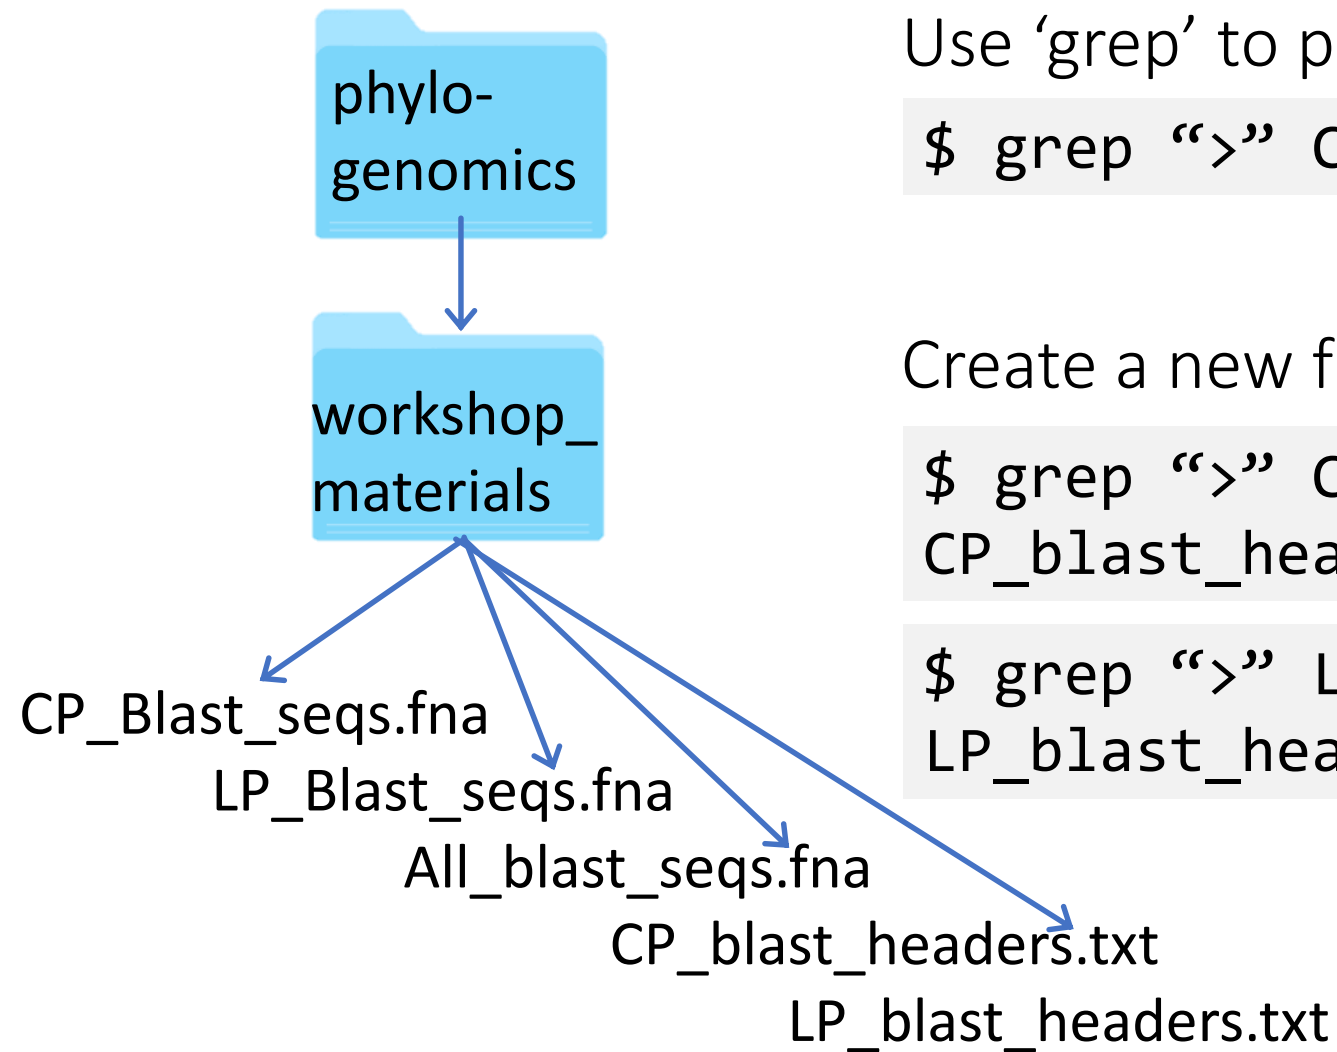 phylo-
genomics
workshop_
materials
CP_Blast_seqs.fna
LP_Blast_seqs.fna
All_blast_seqs.fna
CP_blast_headers.txt
LP_blast_headers.txt
Use ‘grep’ to p
$ grep “>” C
Create a new f
$ grep “>” C
CP_blast_hea
$ grep “>” L
LP_blast_hea